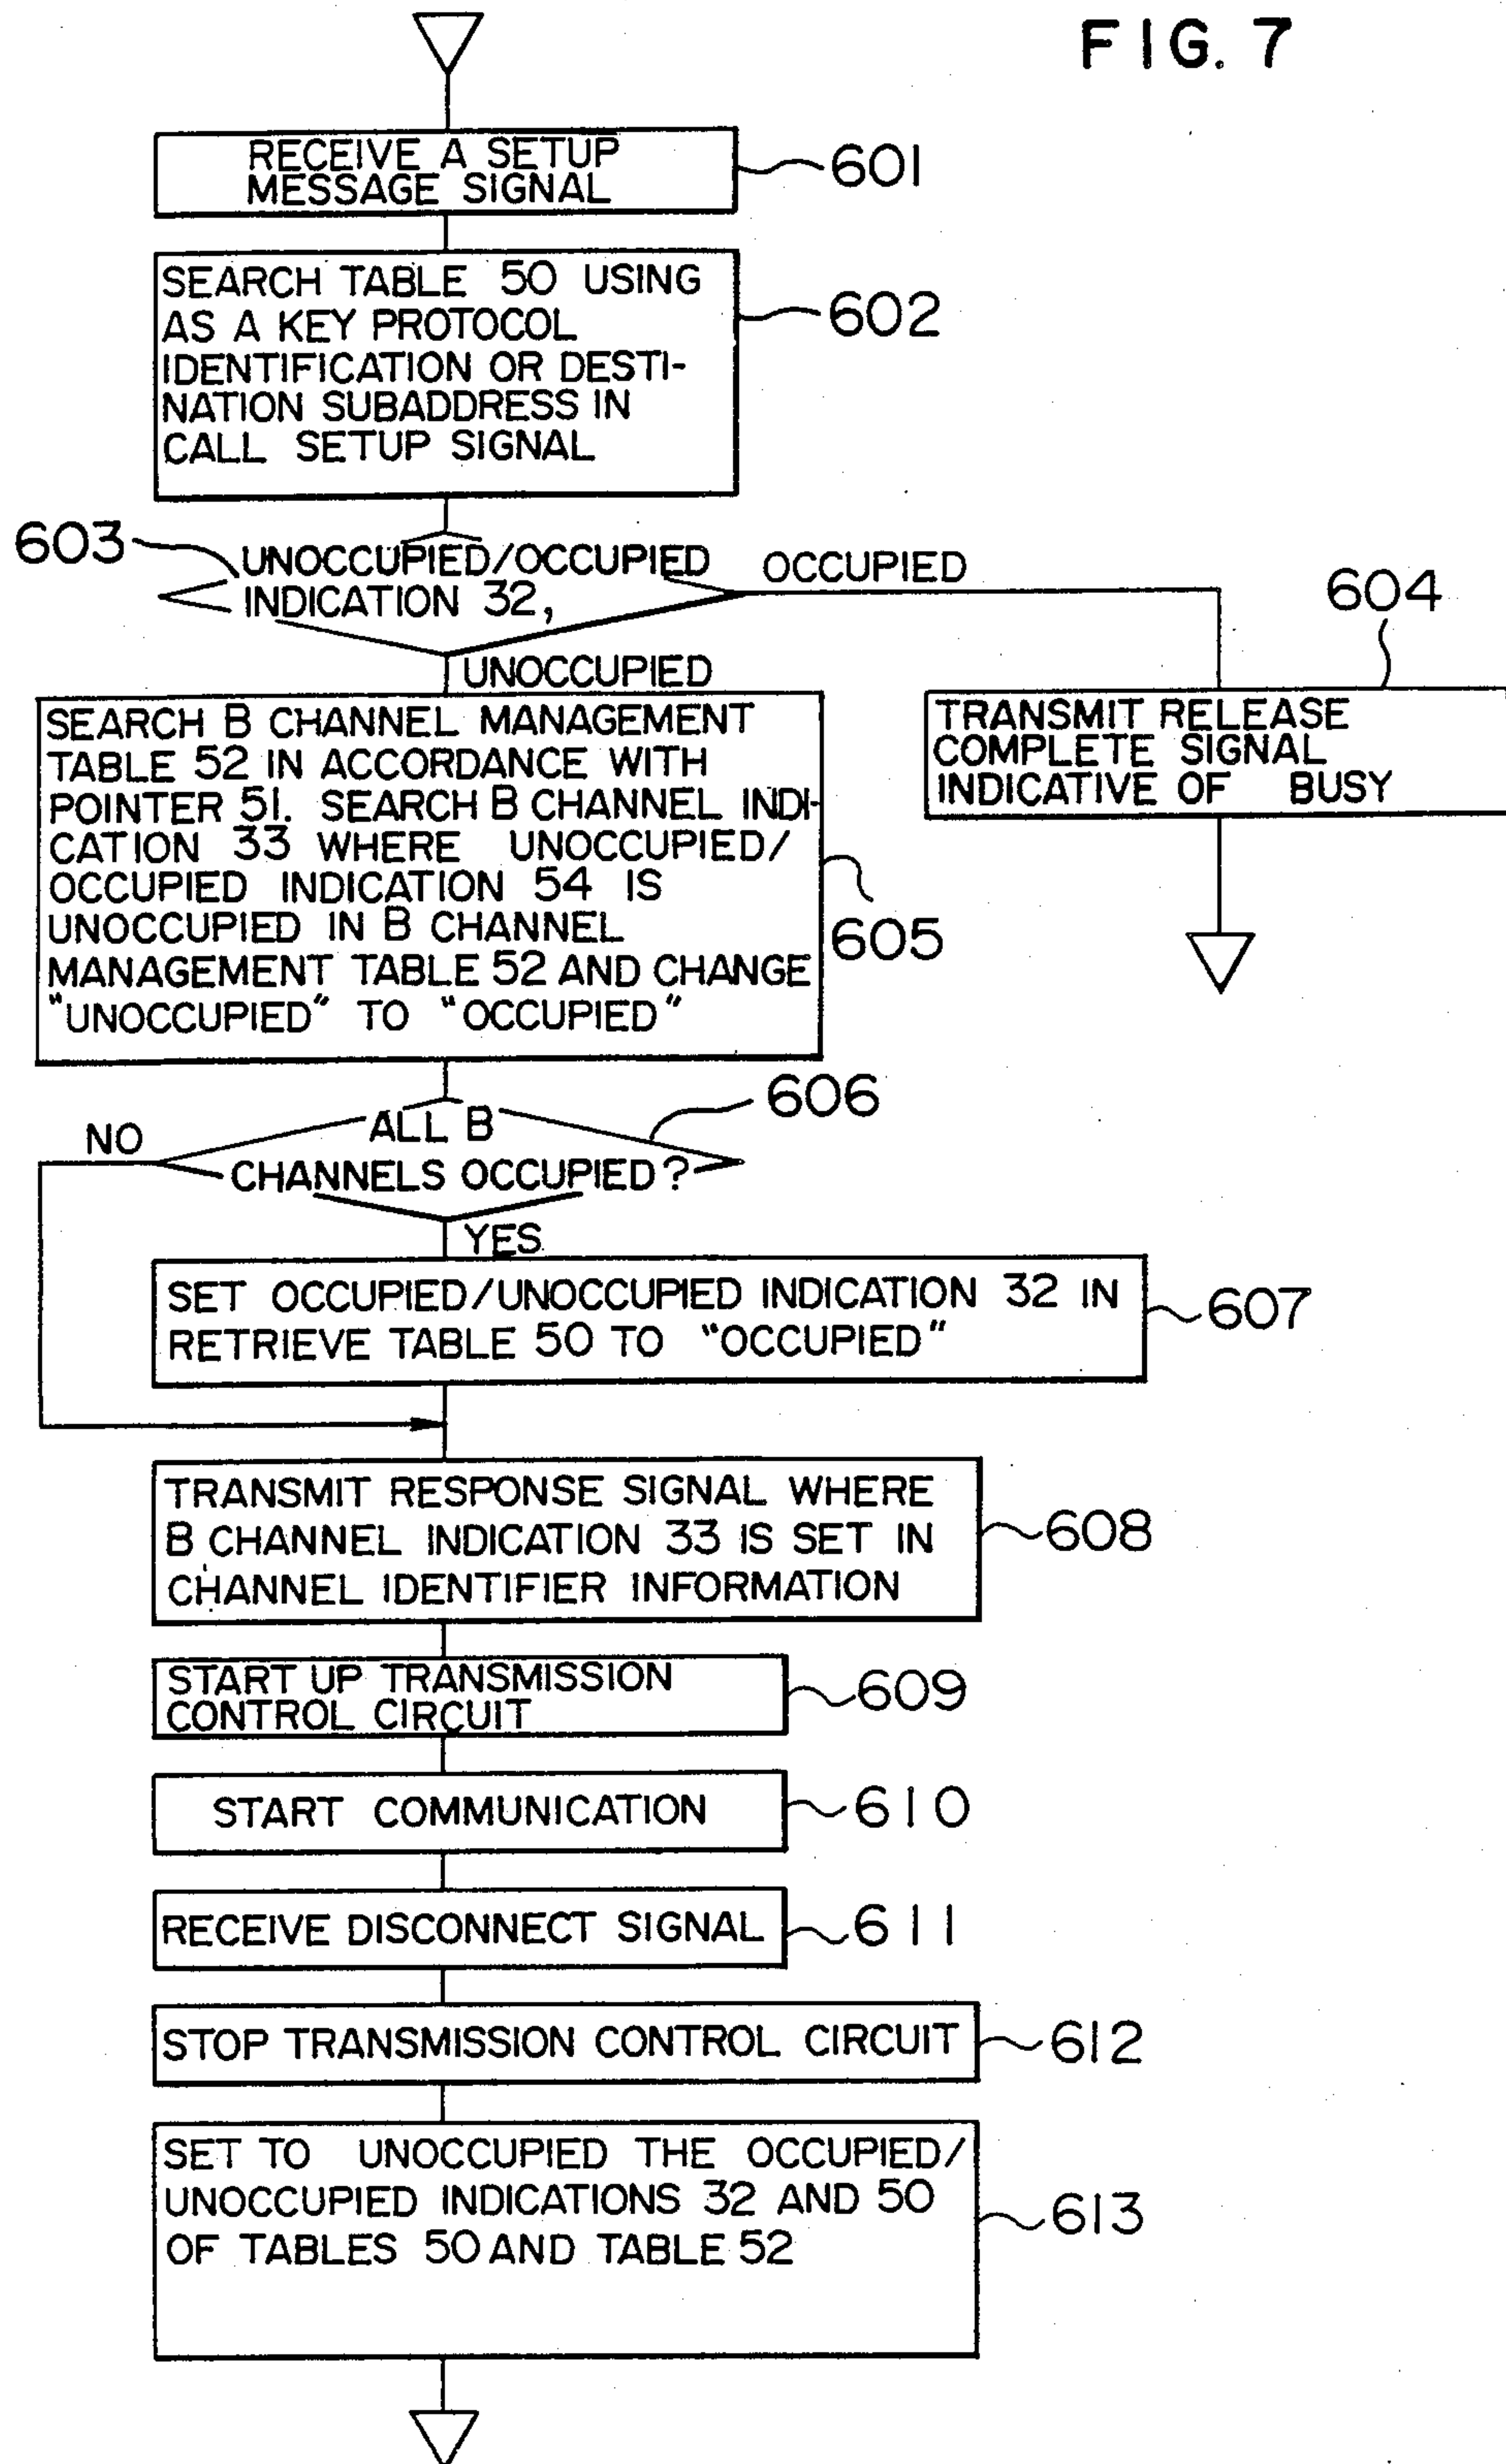 FIG. 7
RECEIVE A SETUP
MESSAGE SIGNAL
601
SEARCH TABLE 50 USING
AS A KEY PROTOCOL
IDENTIFICATION OR DESTI-
NATION SUBADDRESS IN
CALL SETUP SIGNAL
602
603
UNOCCUPIED/OCCUPIED
INDICATION 32,
OCCUPIED
604
UNOCCUPIED
TRANSMIT RELEASE
COMPLETE SIGNAL
INDICATIVE OF BUSY
SEARCH B CHANNEL MANAGEMENT
TABLE 52 IN ACCORDANCE WITH
POINTER 51. SEARCH B CHANNEL INDI-
CATION 33 WHERE UNOCCUPIED/
OCCUPIED INDICATION 54 IS
UNOCCUPIED IN B CHANNEL
MANAGEMENT TABLE 52 AND CHANGE
"UNOCCUPIED" TO "OCCUPIED"
605
606
ALL B
CHANNELS OCCUPIED?
NO
YES
SET OCCUPIED/UNOCCUPIED INDICATION 32 IN
RETRIEVE TABLE 50 TO "OCCUPIED"
607
TRANSMIT RESPONSE SIGNAL WHERE
B CHANNEL INDICATION 33 IS SET IN
CHANNEL IDENTIFIER INFORMATION
608
START UP TRANSMISSION
CONTROL CIRCUIT
609
START COMMUNICATION
610
RECEIVE DISCONNECT SIGNAL
611
STOP TRANSMISSION CONTROL CIRCUIT
612
SET TO UNOCCUPIED THE OCCUPIED/
UNOCCUPIED INDICATIONS 32 AND 50
OF TABLES 50 AND TABLE 52
613